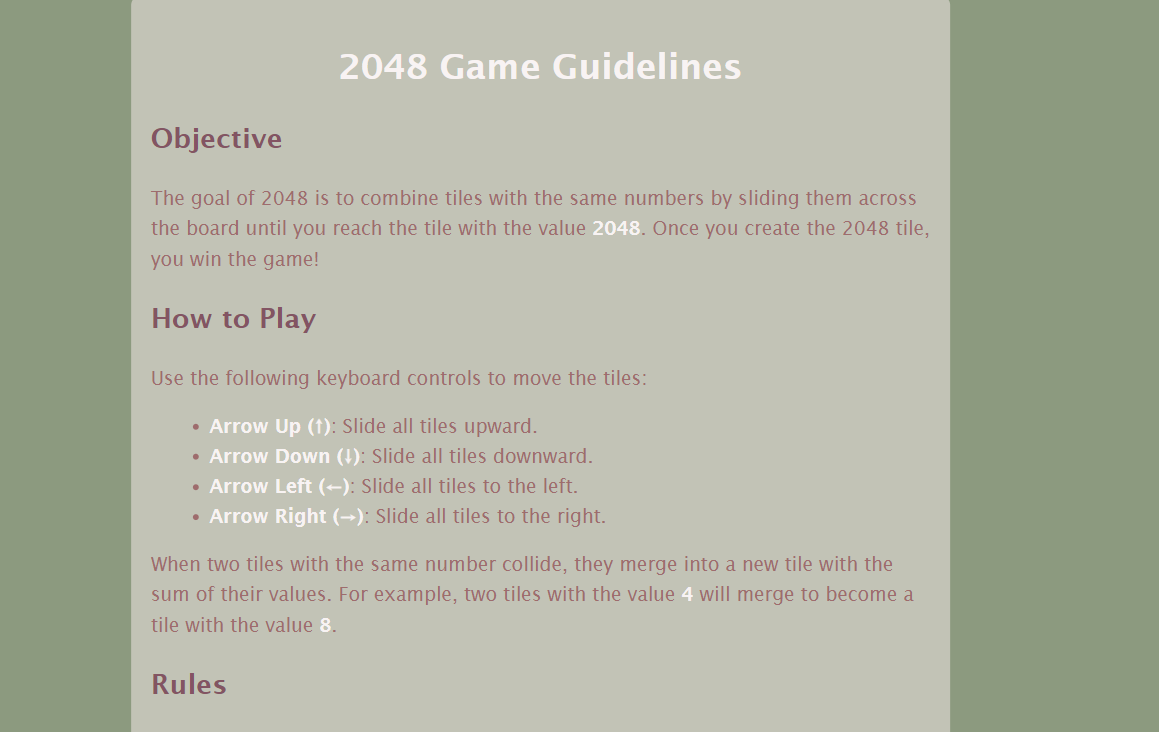 2048 Game Guidelines
Objective
The goal of 2048 is to combine tiles with the same numbers by sliding them across
the board until you reach the tile with the value 2048. Once you create the 2048 tile,
you win the game!
How to Play
Use the following keyboard controls to move the tiles:
• Arrow Up (↑): Slide all tiles upward.
• Arrow Down (↓): Slide all tiles downward.
• Arrow Left (←): Slide all tiles to the left.
• Arrow Right (→): Slide all tiles to the right.
When two tiles with the same number collide, they merge into a new tile with the
sum of their values. For example, two tiles with the value 4 will merge to become a
tile with the value 8.
Rules